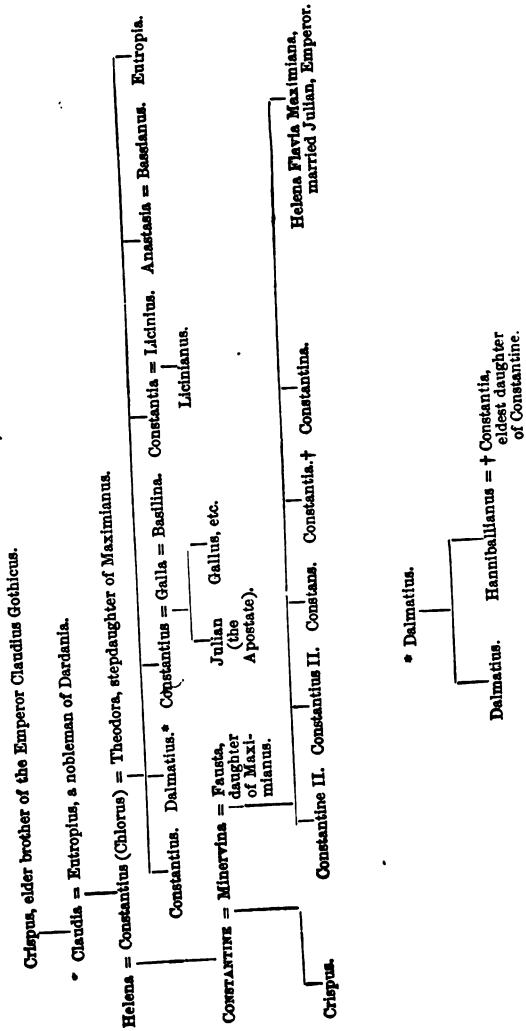 Crispus, elder brother of the Emperor Claudius Gothicus.
* Claudia = Eutropius, a nobleman of Dardania.
Helena = Constantius (Chlorus) = Theodora, stepdaughter of Maximianus.
Constantius. Dalmatius.* Constantius = Galla = Basilina. Constantia = Licinius. Anastasia = Bassianus. Eutropia.
Julian (the Apostate).
Gallus, etc.
Licinianus.
CONSTANTINE = Minervina = Fausta, daughter of Maximianus.
Crispus.
Constantine II. Constantius II. Constans. Constantia.† Constantina.
Helena Flavia Maximiana,
married Julian, Emperor.
* Dalmatius.
Dalmatius. Hanniballianus = † Constantia,
eldest daughter
of Constantine.